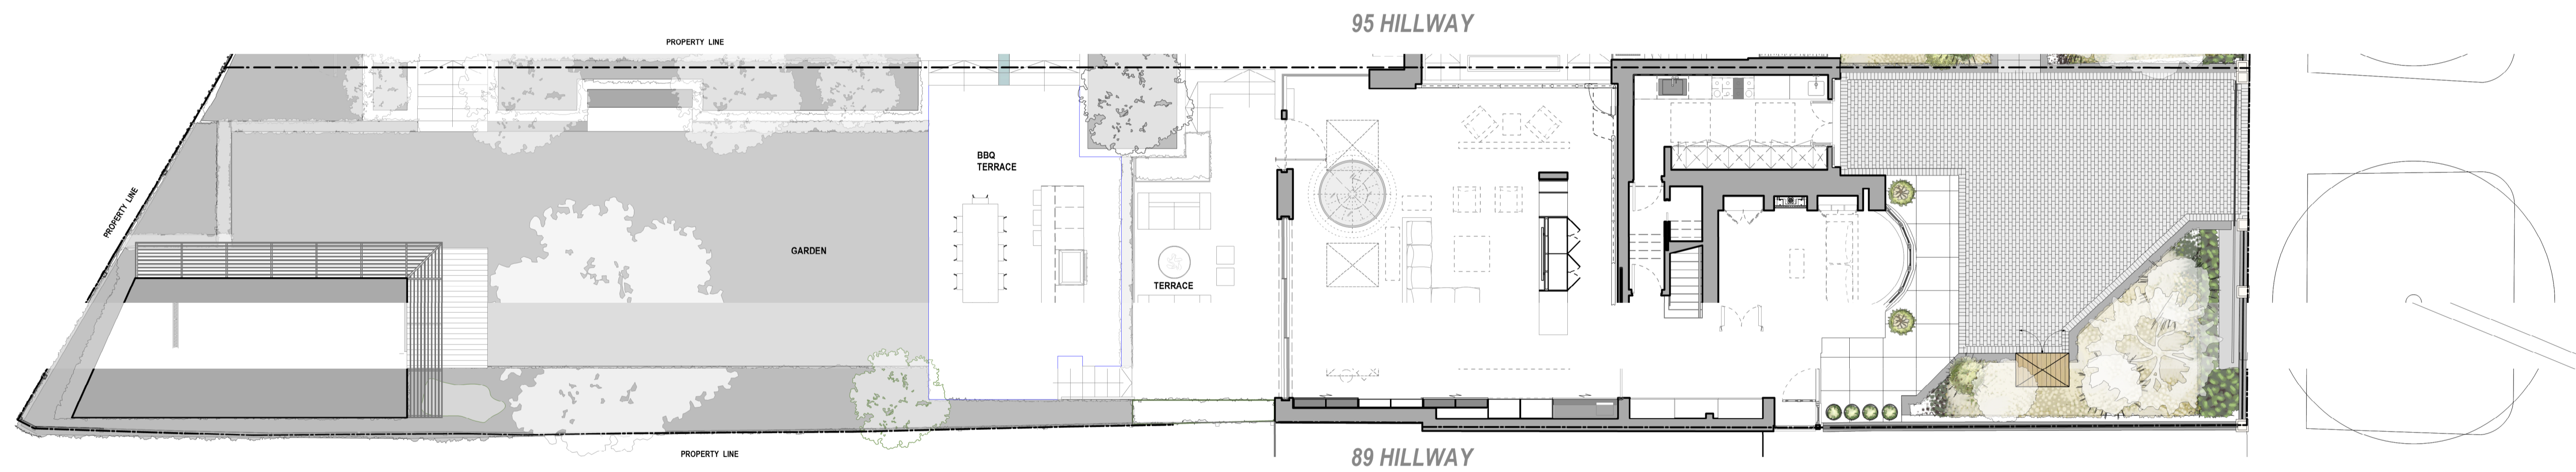 95 HILLWAY
PROPERTY LINE
BBQ
TERRACE
PROPERTY LINE
GARDEN
TERRACE
PROPERTY LINE
89 HILLWAY